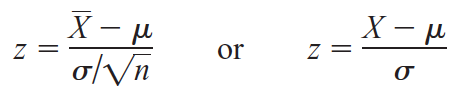 z = (X̅ − μ) / (σ/√n) or z = (X − μ) / σ